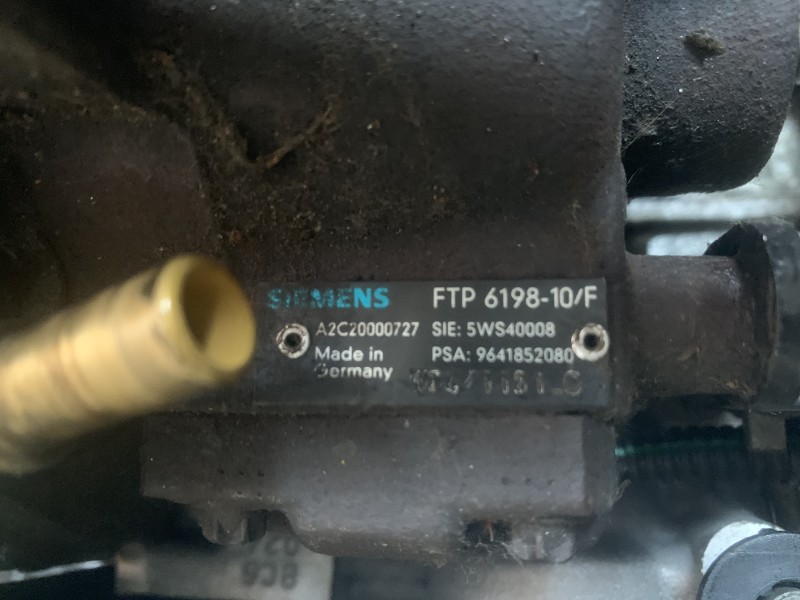 SIEMENS FTP 6198-10/F
A2C20000727 SIE: 5WS40008
Made in PSA: 9641852080
Germany